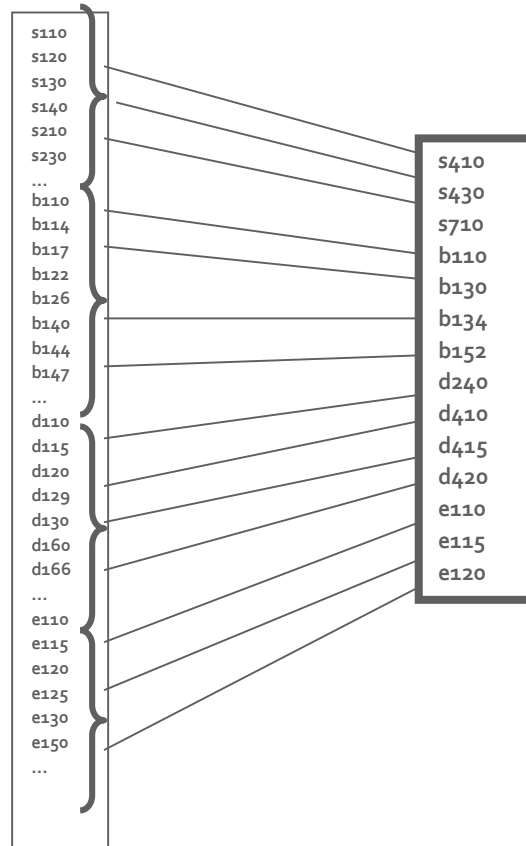 s110
s120
s130
s140
s210
s230
...
b110
b114
b117
b122
b126
b140
b144
b147
...
d110
d115
d120
d129
d130
d160
d166
...
e110
e115
e120
e125
e130
e150
...
s410
s430
s710
b110
b130
b134
b152
d240
d410
d415
d420
e110
e115
e120